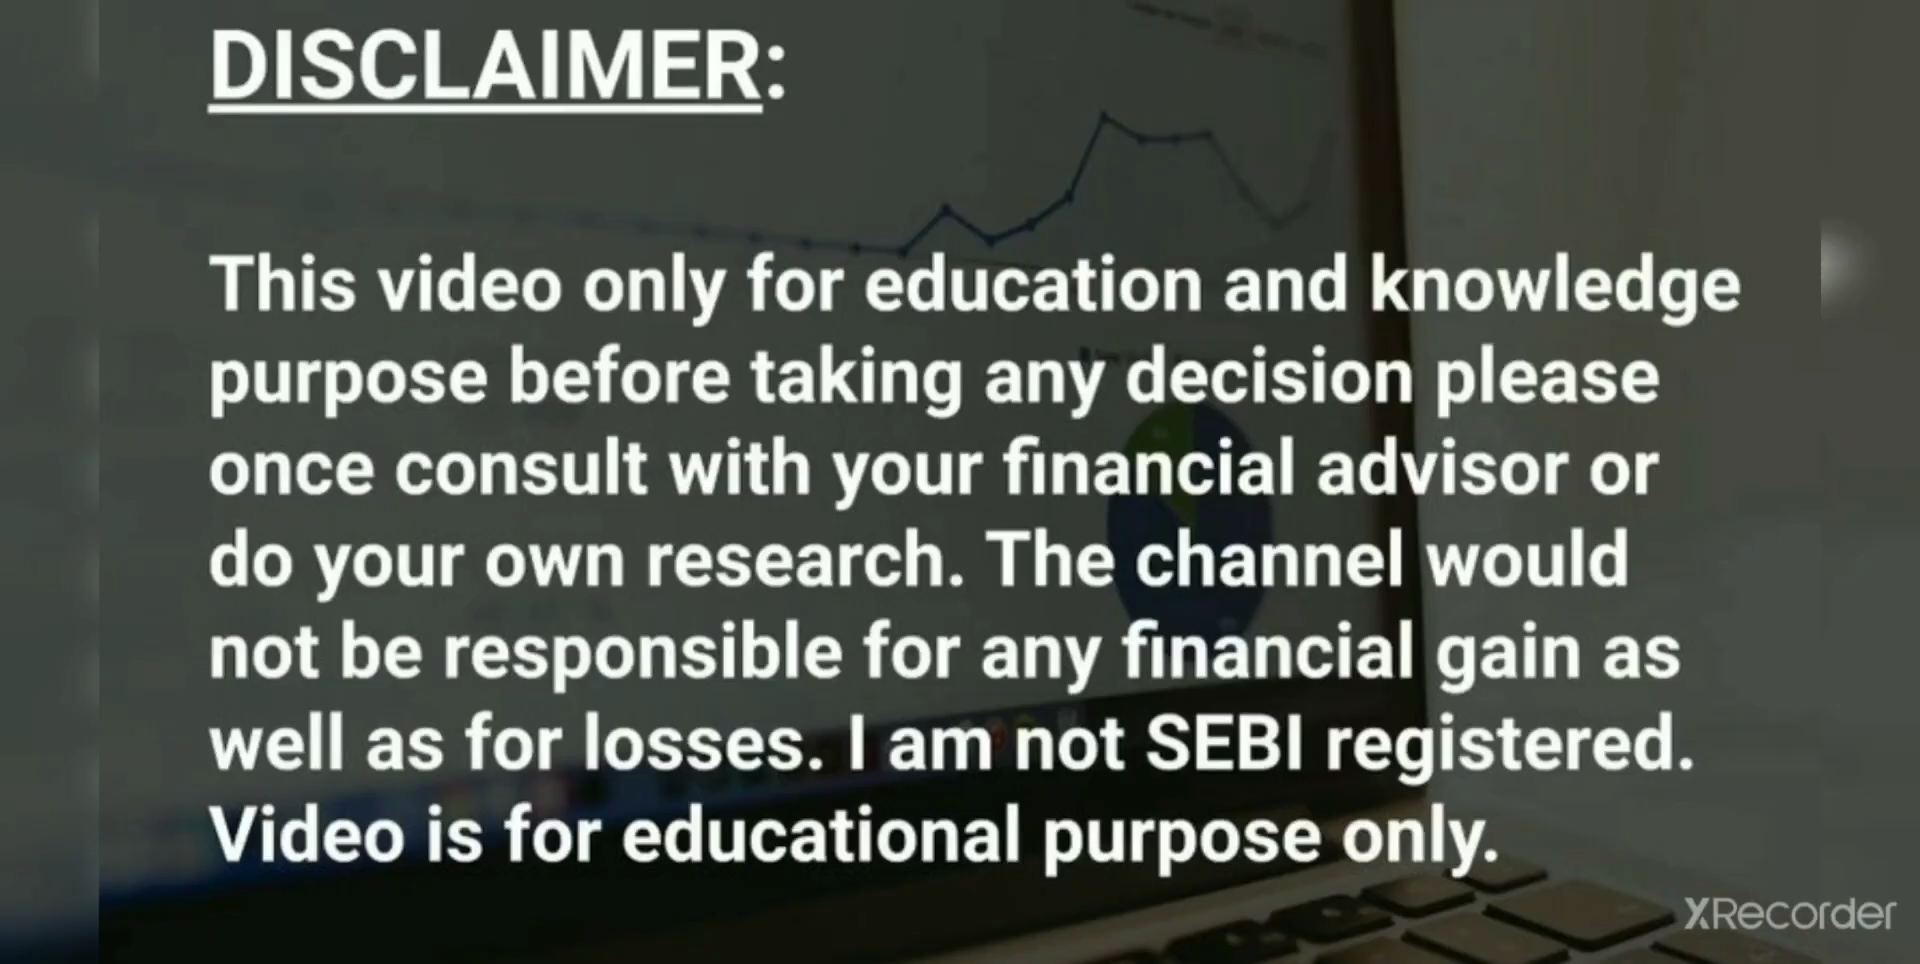 DISCLAIMER:
This video only for education and knowledge
purpose before taking any decision please
once consult with your financial advisor or
do your own research. The channel would
not be responsible for any financial gain as
well as for losses. I am not SEBI registered.
Video is for educational purpose only.
XRecorder